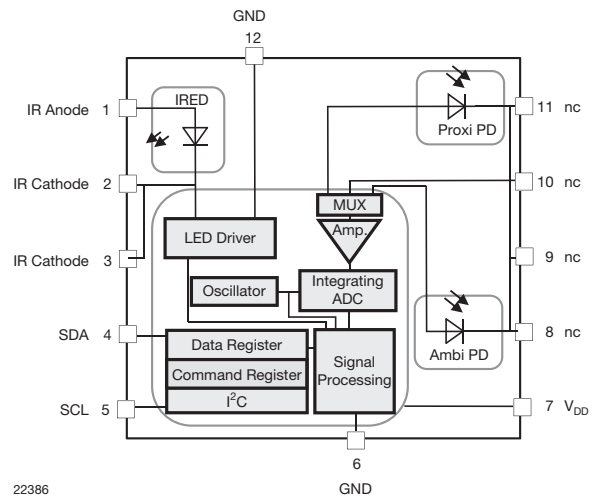 GND
12
IR Anode 1
IRED
Proxi PD
11 nc
IR Cathode 2
10 nc
MUX
Amp.
LED Driver
IR Cathode 3
9 nc
Oscillator
Integrating
ADC
SDA 4
Data Register
Command Register
I²C
Signal
Processing
Ambi PD
8 nc
SCL 5
7 VDD
6
22386
GND